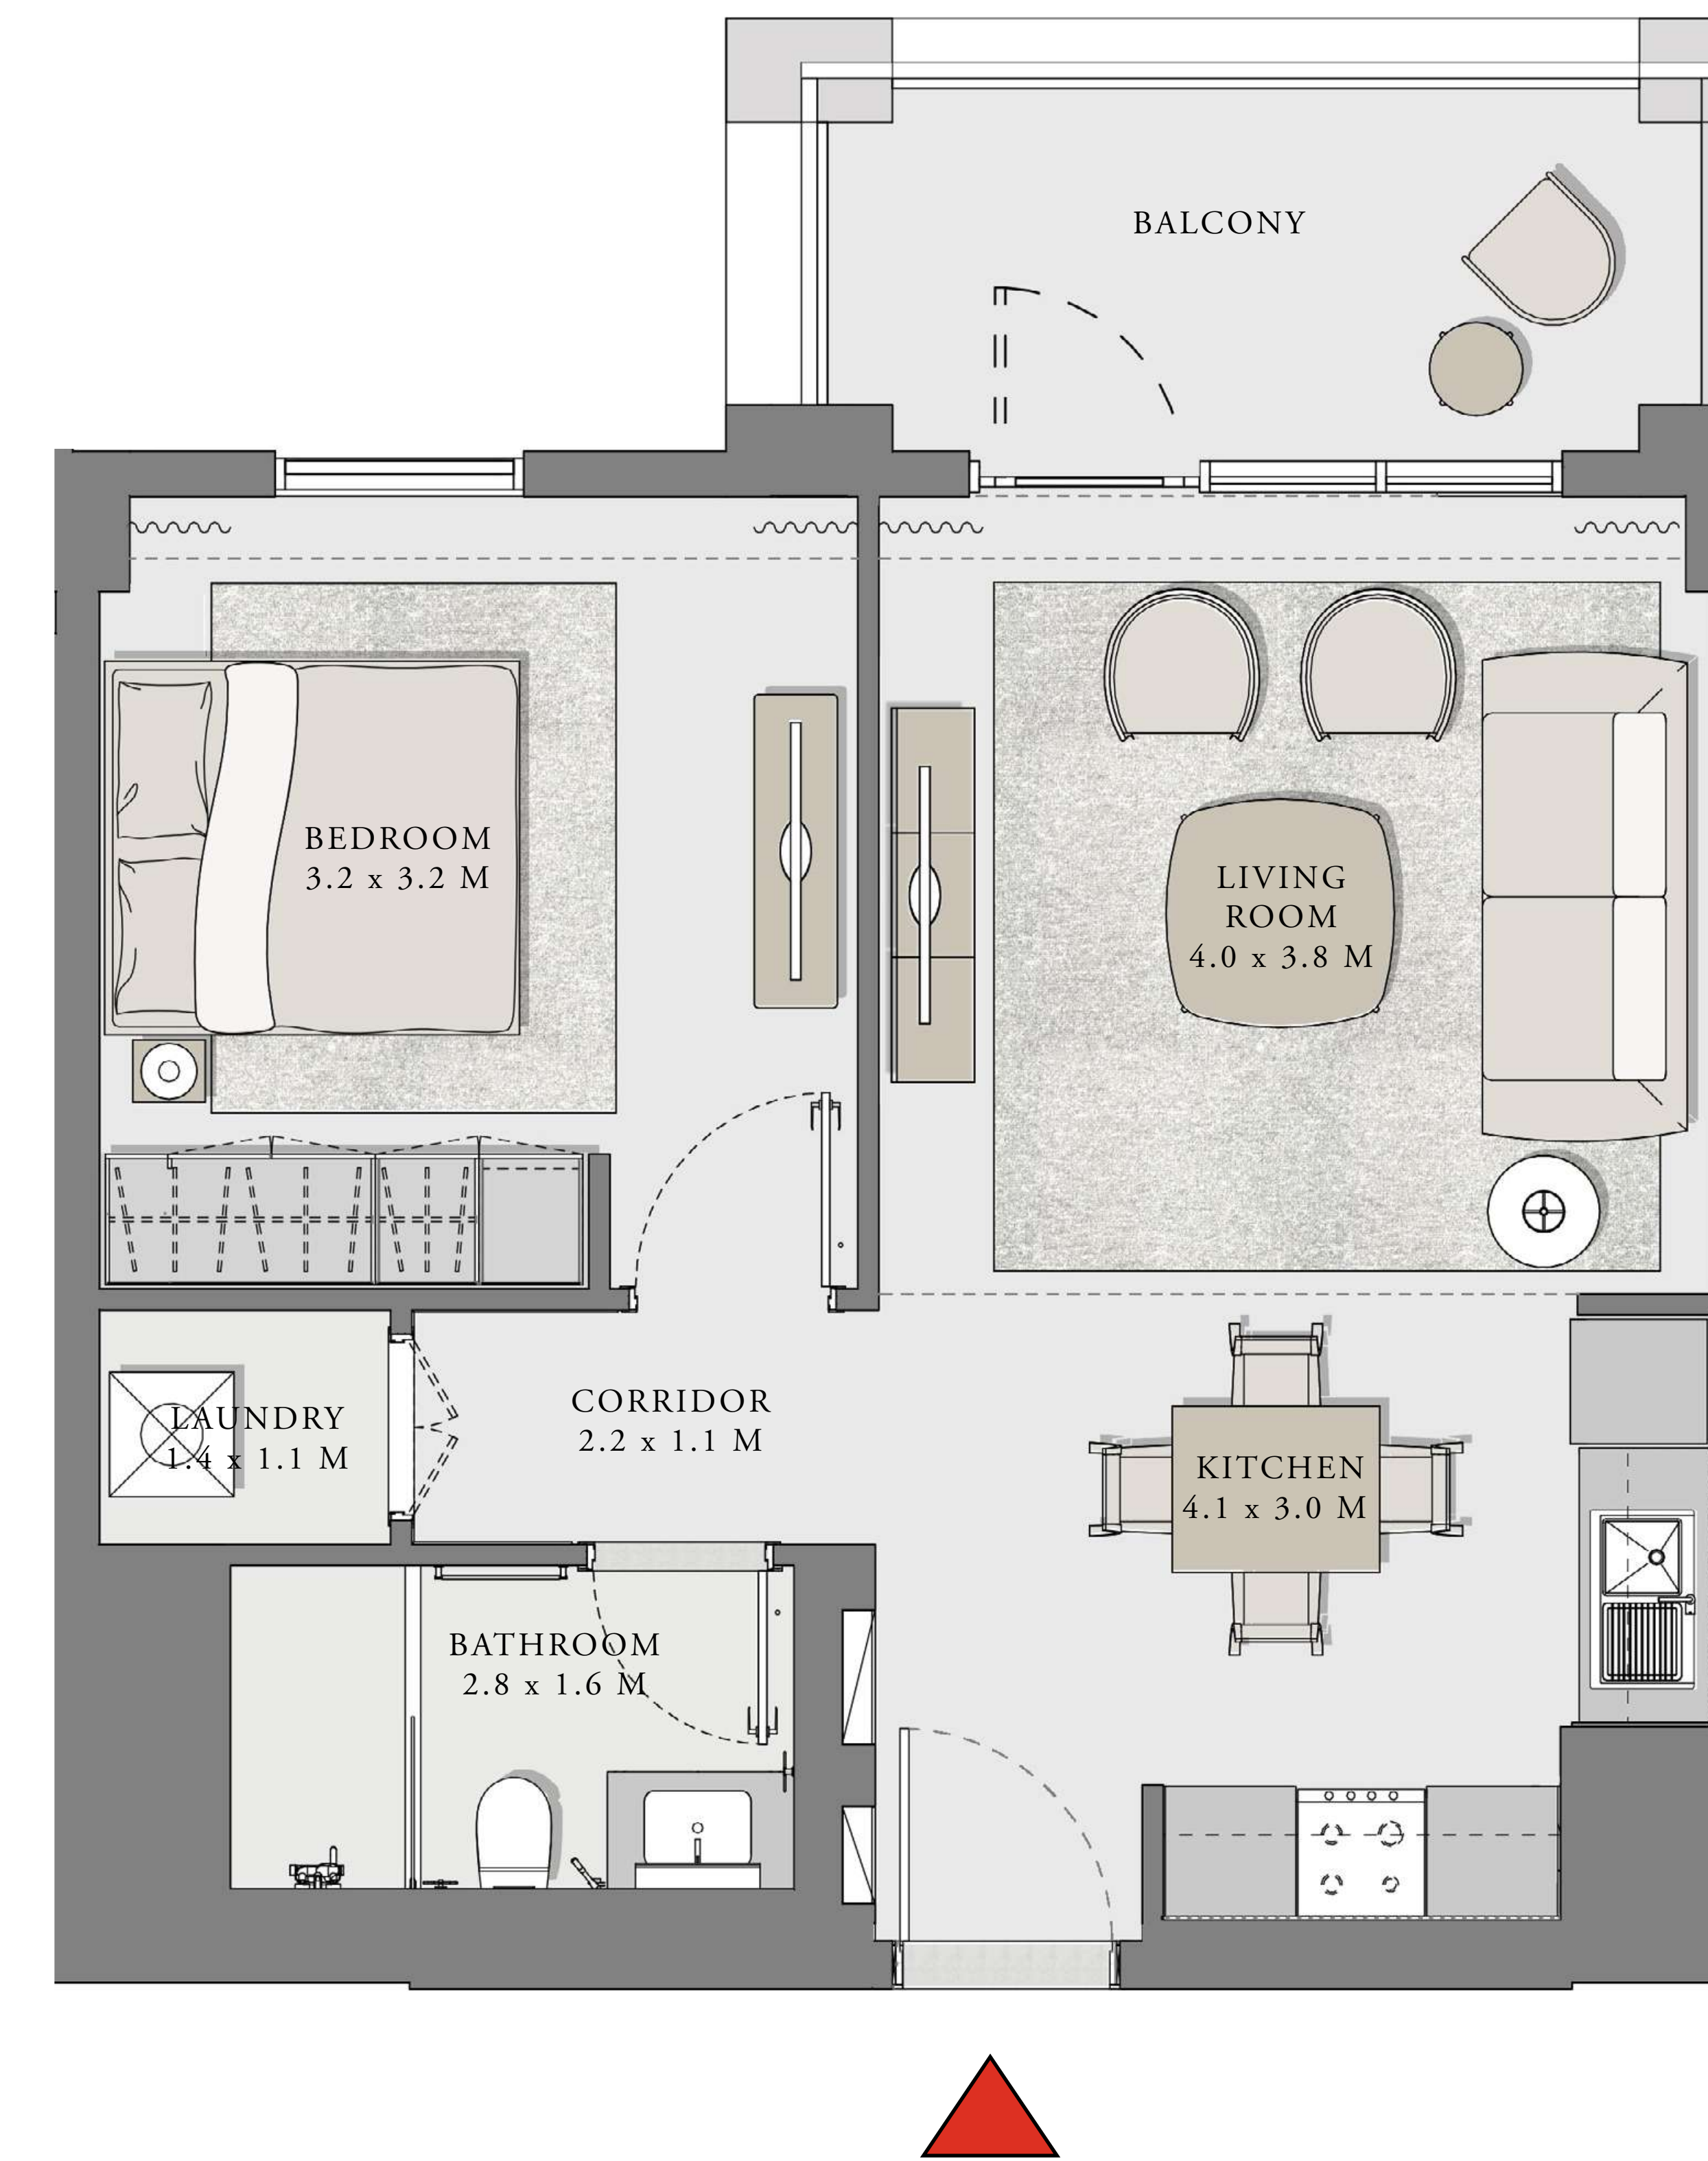 BALCONY
BEDROOM
3.2 x 3.2 M
LIVING
ROOM
4.0 x 3.8 M
LAUNDRY
1.4 x 1.1 M
CORRIDOR
2.2 x 1.1 M
KITCHEN
4.1 x 3.0 M
BATHROOM
2.8 x 1.6 M